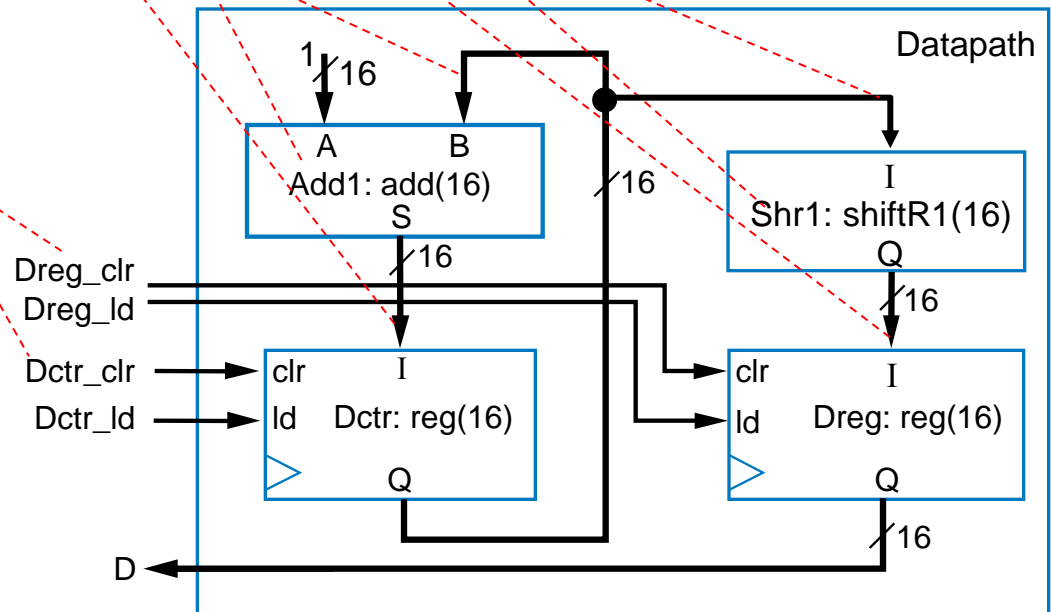 Datapath
1
16
A B
Add1: add(16)
S
16
16
I
Shr1: shiftR1(16)
Q
16
Dreg_clr
Dreg_ld
Dctr_clr
Dctr_ld
clr I
ld Dctr: reg(16)
Q
clr I
ld Dreg: reg(16)
Q
16
D